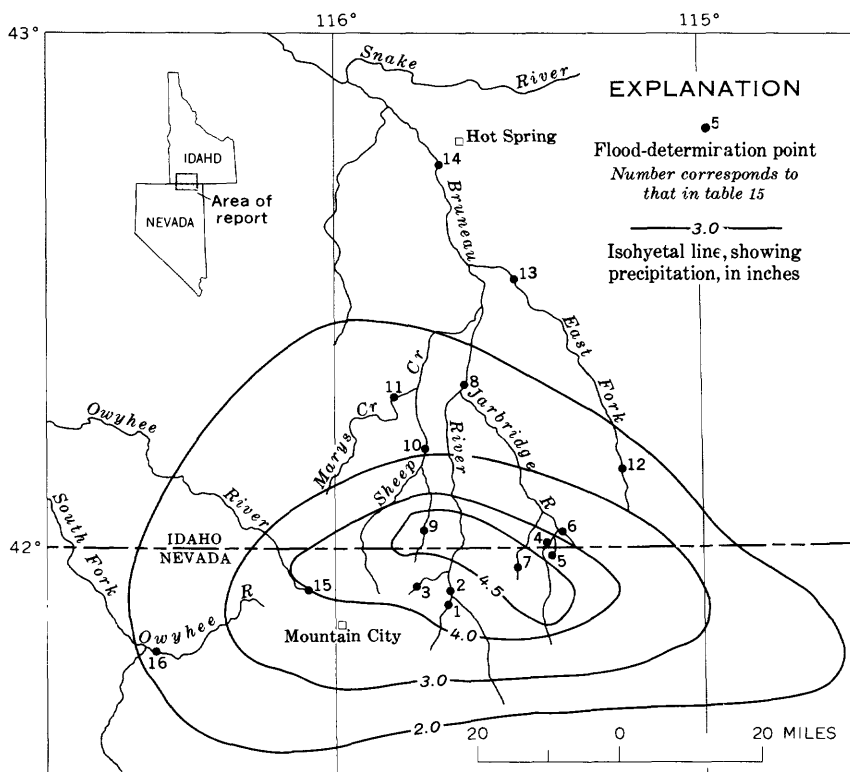 116°
115°
43°
Snake
River
EXPLANATION
5
Flood-determiration point
Number corresponds to
that in table 15
3.0
Isohyetal line, showing
precipitation, in inches
IDAHD
NEVADA
Area of
report
Hot Spring
14
Bruneau
13
East
Fork
Cr
11
8
Marys Cr
Jarbridge
R
Owyhee
River
River
10
12
Sheep
South
Fork
IDAHO
NEVADA
42°
9
6
4
5
7
4.5
15
3
2
1
Owyhee
R
Mountain City
4.0
16
3.0
2.0
20
0
20 MILES